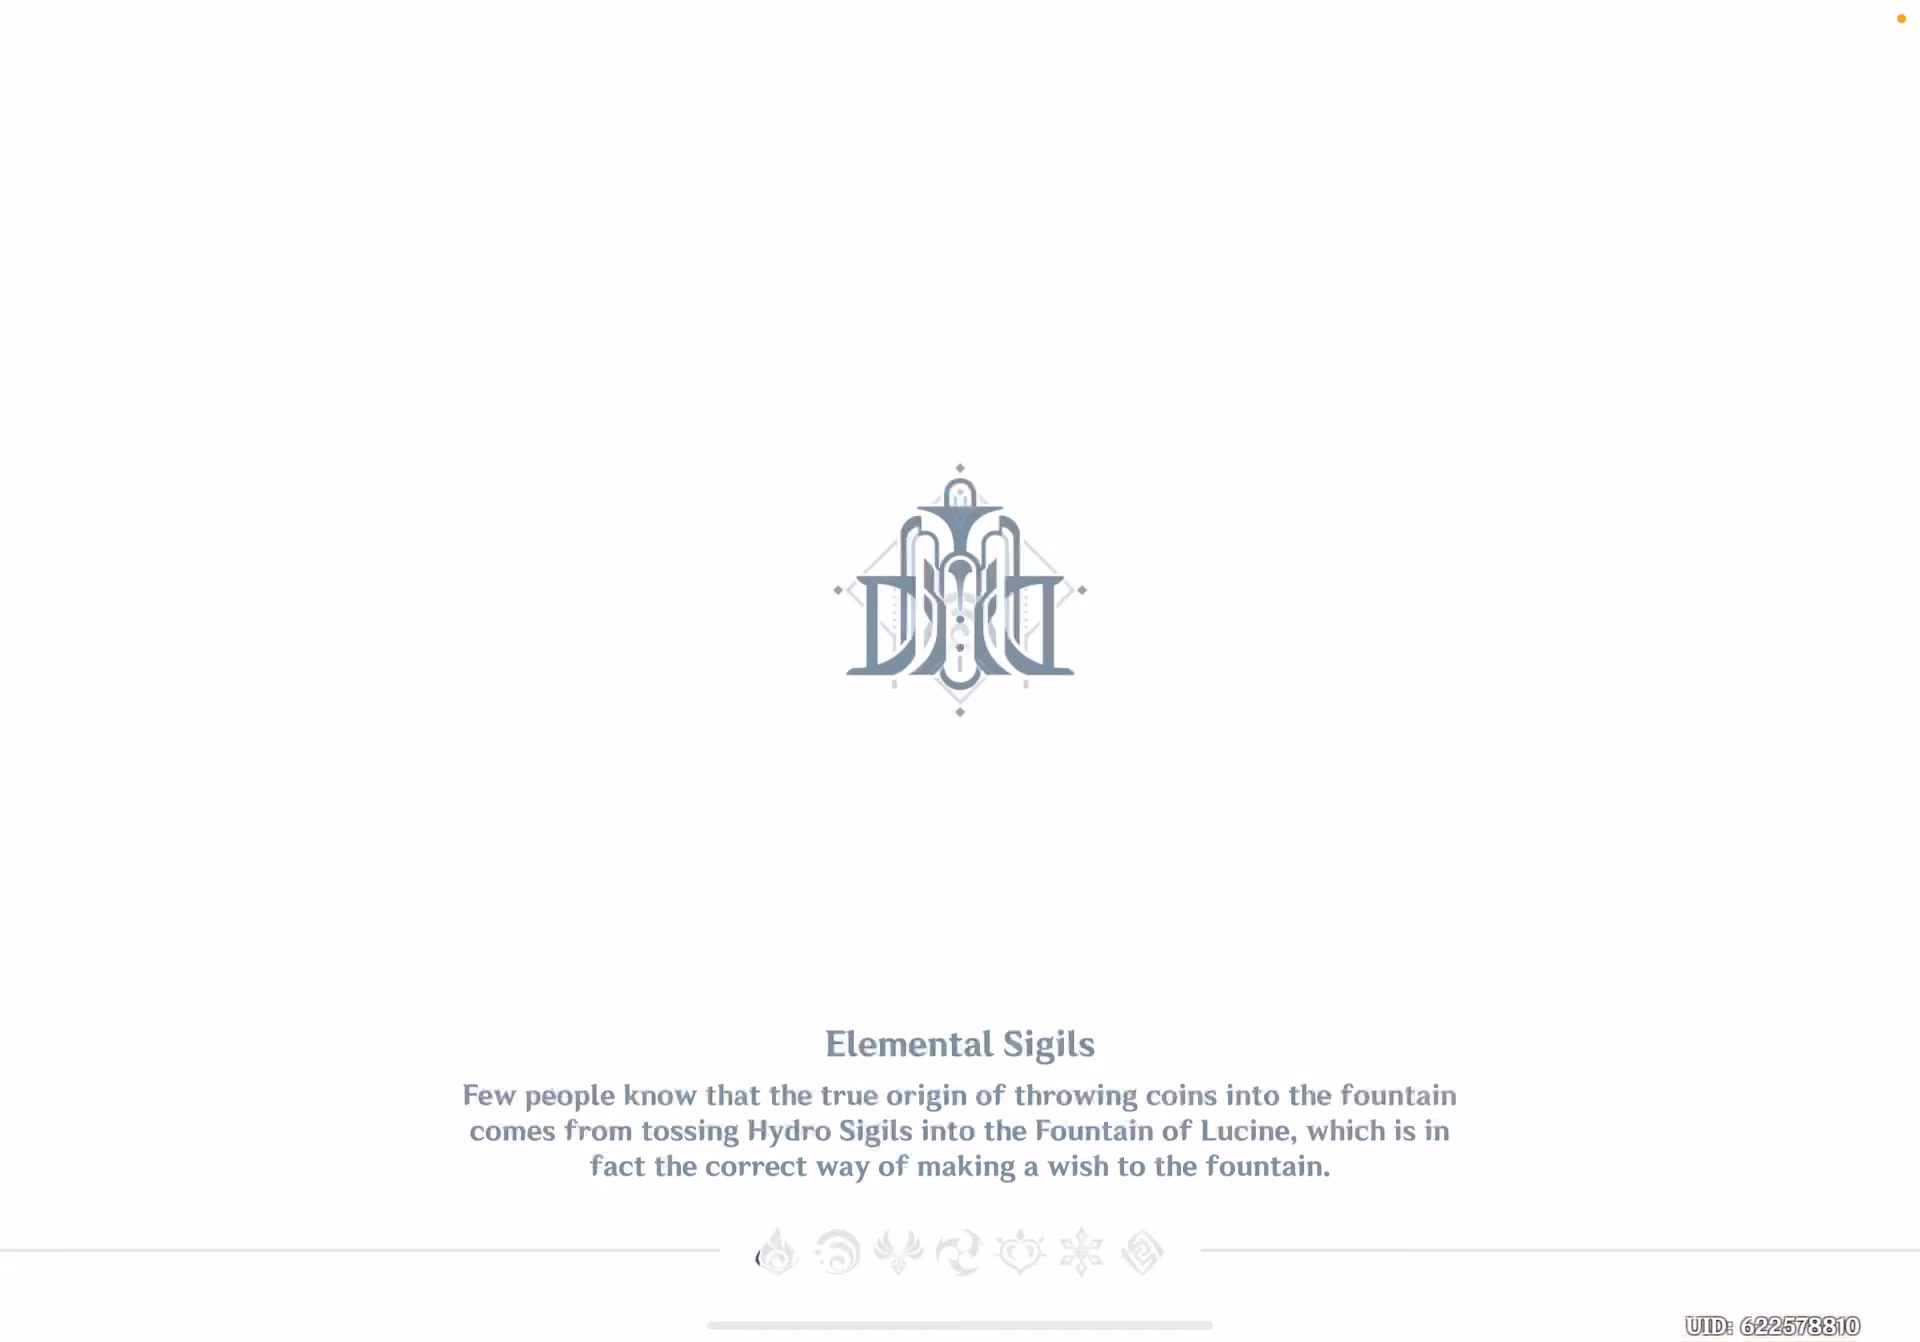 Elemental Sigils
Few people know that the true origin of throwing coins into the fountain
comes from tossing Hydro Sigils into the Fountain of Lucine, which is in
fact the correct way of making a wish to the fountain.
UID: 622578810